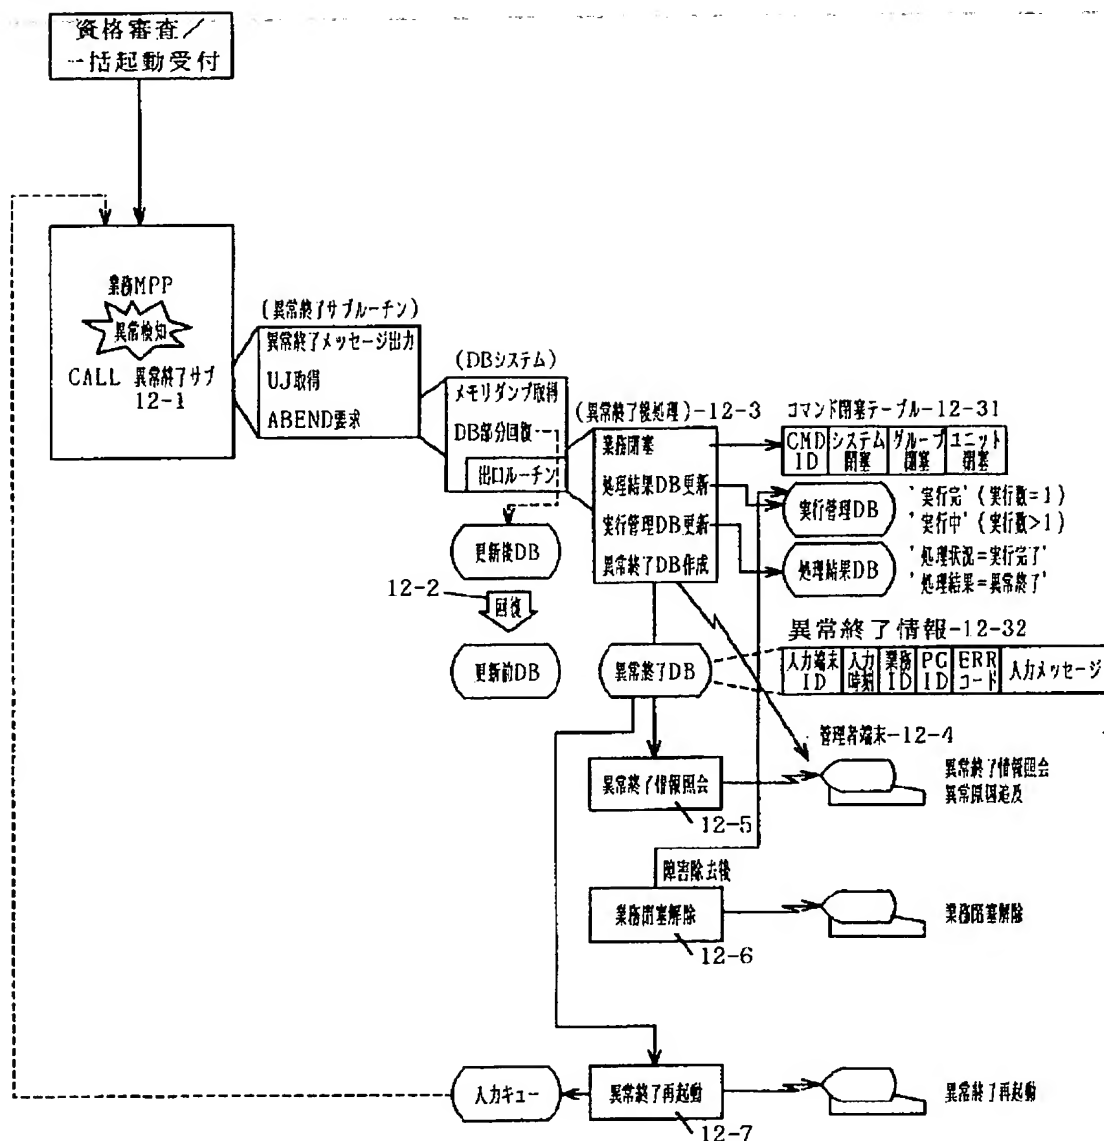 資格審査／
一括起動受付
業務MPP
異常検知
CALL 異常終了サブ
12-1
(異常終了サブルーチン)
異常終了メッセージ出力
UJ取得
ABEND要求
(DBシステム)
メモリダンプ取得
DB部分回復
出口ルーチン
(異常終了後処理)-12-3
業務閉塞
処理結果DB更新
実行管理DB更新
異常終了DB作成
コマンド閉塞テーブル-12-31
CMD ID
システム閉塞
グループ閉塞
ユニット閉塞
実行管理DB
'実行完'(実行数=1)
'実行中'(実行数>1)
処理結果DB
'処理状況=実行完了'
'処理結果=異常終了'
更新後DB
12-2
回復
更新前DB
異常終了DB
異常終了情報-12-32
入力端末ID
入力時刻
業務ID
PGID
ERRコード
入力メッセージ
管理者端末-12-4
異常終了情報照会
12-5
異常終了情報照会
異常原因追及
障害除去後
業務閉塞解除
12-6
業務閉塞解除
入力キュー
異常終了再起動
12-7
異常終了再起動